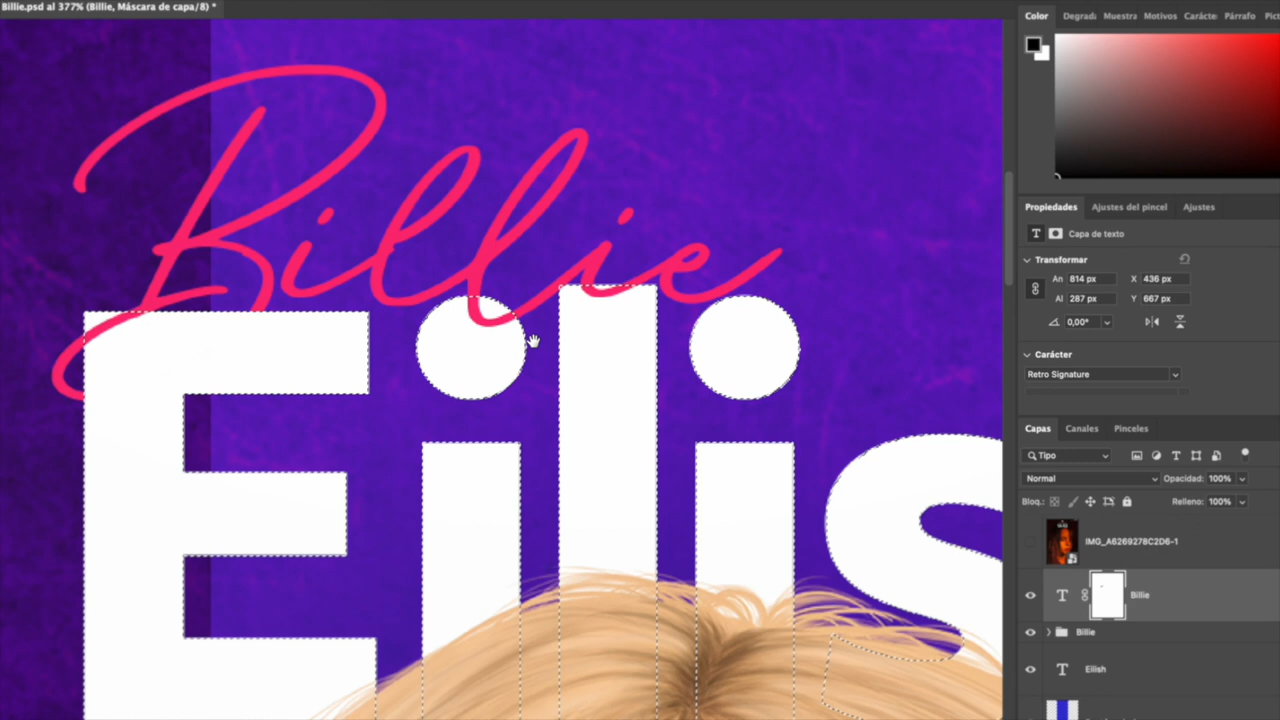 Billie.psd al 377% (Billie, Máscara de capa/8) *
Billie
Eilis
Color Degrad Muestra Motivos Carácte Párrafo
Propiedades Ajustes del pincel Ajustes
T Capa de texto
Transformar
An 814 px X 436 px
Al 287 px Y 667 px
0,00°
Carácter
Retro Signature
Capas Canales Pinceles
Tipo
Normal Opacidad: 100%
Bloq.: Relleno: 100%
IMG_A6269278C2D6-1
T Billie
Billie
T Eilish